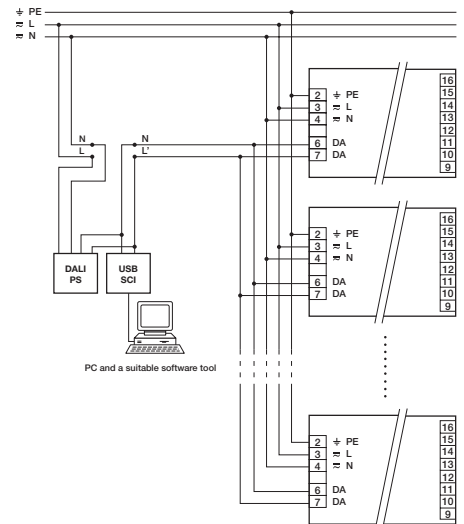 ⏚ PE
≂ L
≂ N
16
15
14
13
12
11
10
9
2 ⏚ PE
3 ≂ L
4 ≂ N
6 DA
7 DA
N
L
N
L'
16
15
14
13
12
11
10
9
2 ⏚ PE
3 ≂ L
4 ≂ N
6 DA
7 DA
DALI
PS
USB
SCI
PC and a suitable software tool
16
15
14
13
12
11
10
9
2 ⏚ PE
3 ≂ L
4 ≂ N
6 DA
7 DA